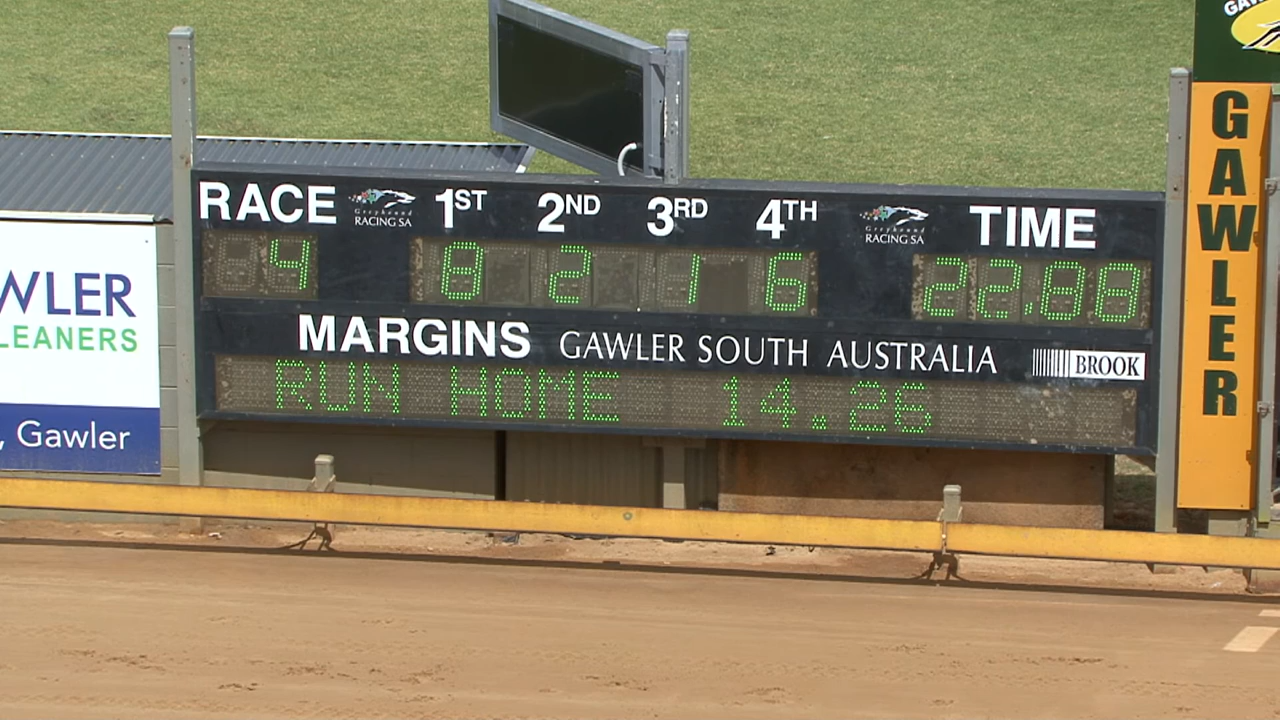 GAWLER
RACE 1ST 2ND 3RD 4TH TIME
Greyhound
RACING SA
Greyhound
RACING SA
4 8 2 1 6 22.88
MARGINS GAWLER SOUTH AUSTRALIA BROOK
RUN HOME 14.26
WLER
LEANERS
, Gawler